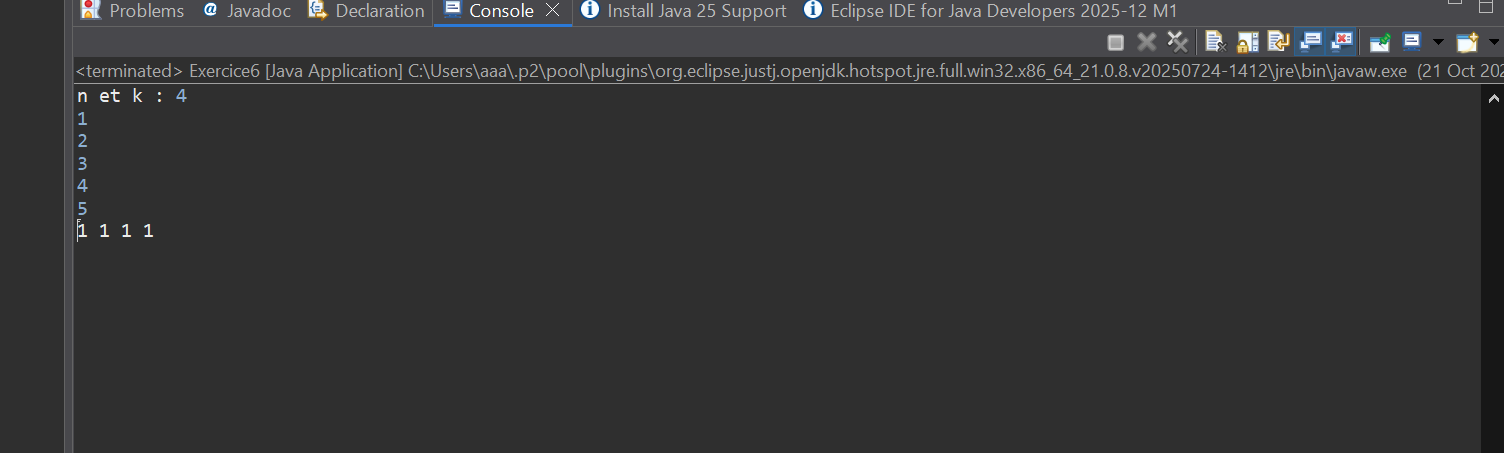 Problems Javadoc Declaration Console Install Java 25 Support Eclipse IDE for Java Developers 2025-12 M1
<terminated> Exercice6 [Java Application] C:\Users\aaa\.p2\pool\plugins\org.eclipse.justj.openjdk.hotspot.jre.full.win32.x86_64_21.0.8.v20250724-1412\jre\bin\javaw.exe (21 Oct 202
n et k : 4
1
2
3
4
5
1 1 1 1